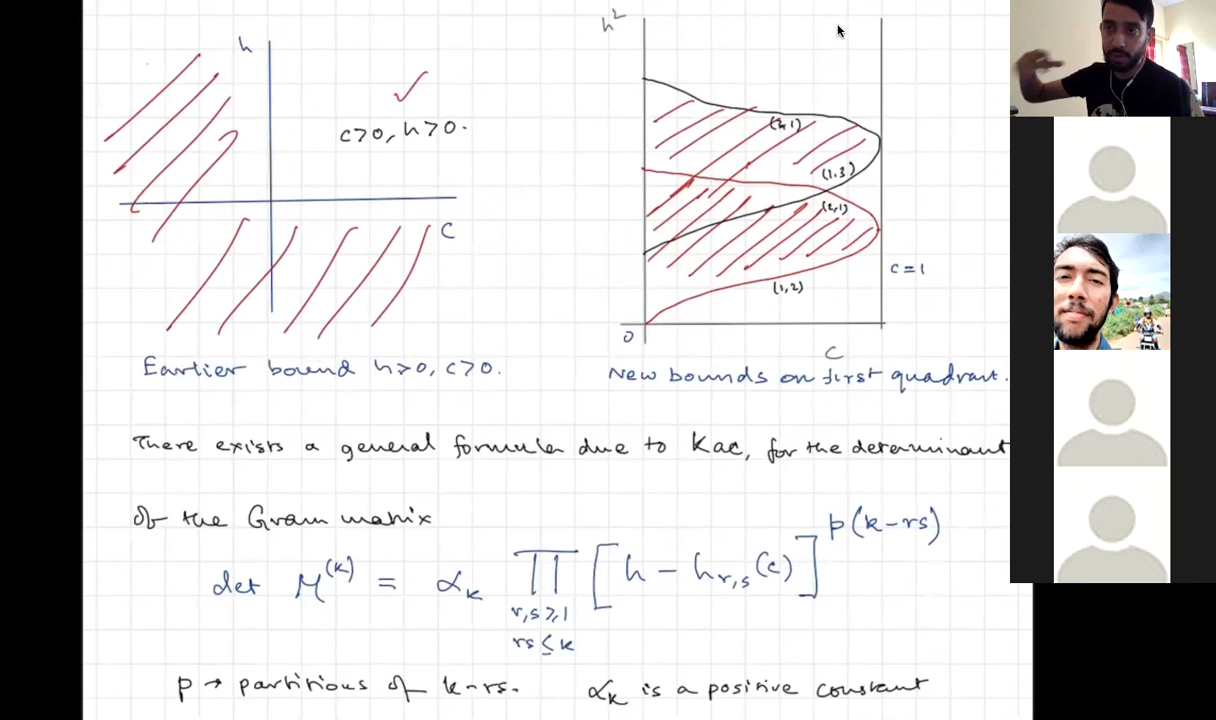 h
h²
✓
c>0, h>0.
(3,1)
(1,3)
(2,1)
C
c=1
(1,2)
0
C
Earlier bound h>0, c>0.
New bounds on first quadrant.
There exists a general formula due to Kac, for the determinant
of the Gram matrix
det M^(k) = α_k ∏ [h - h_r,s(c)]^p(k-rs)
r,s ≥ 1
rs ≤ k
p → partitions of k-rs. α_k is a positive constant